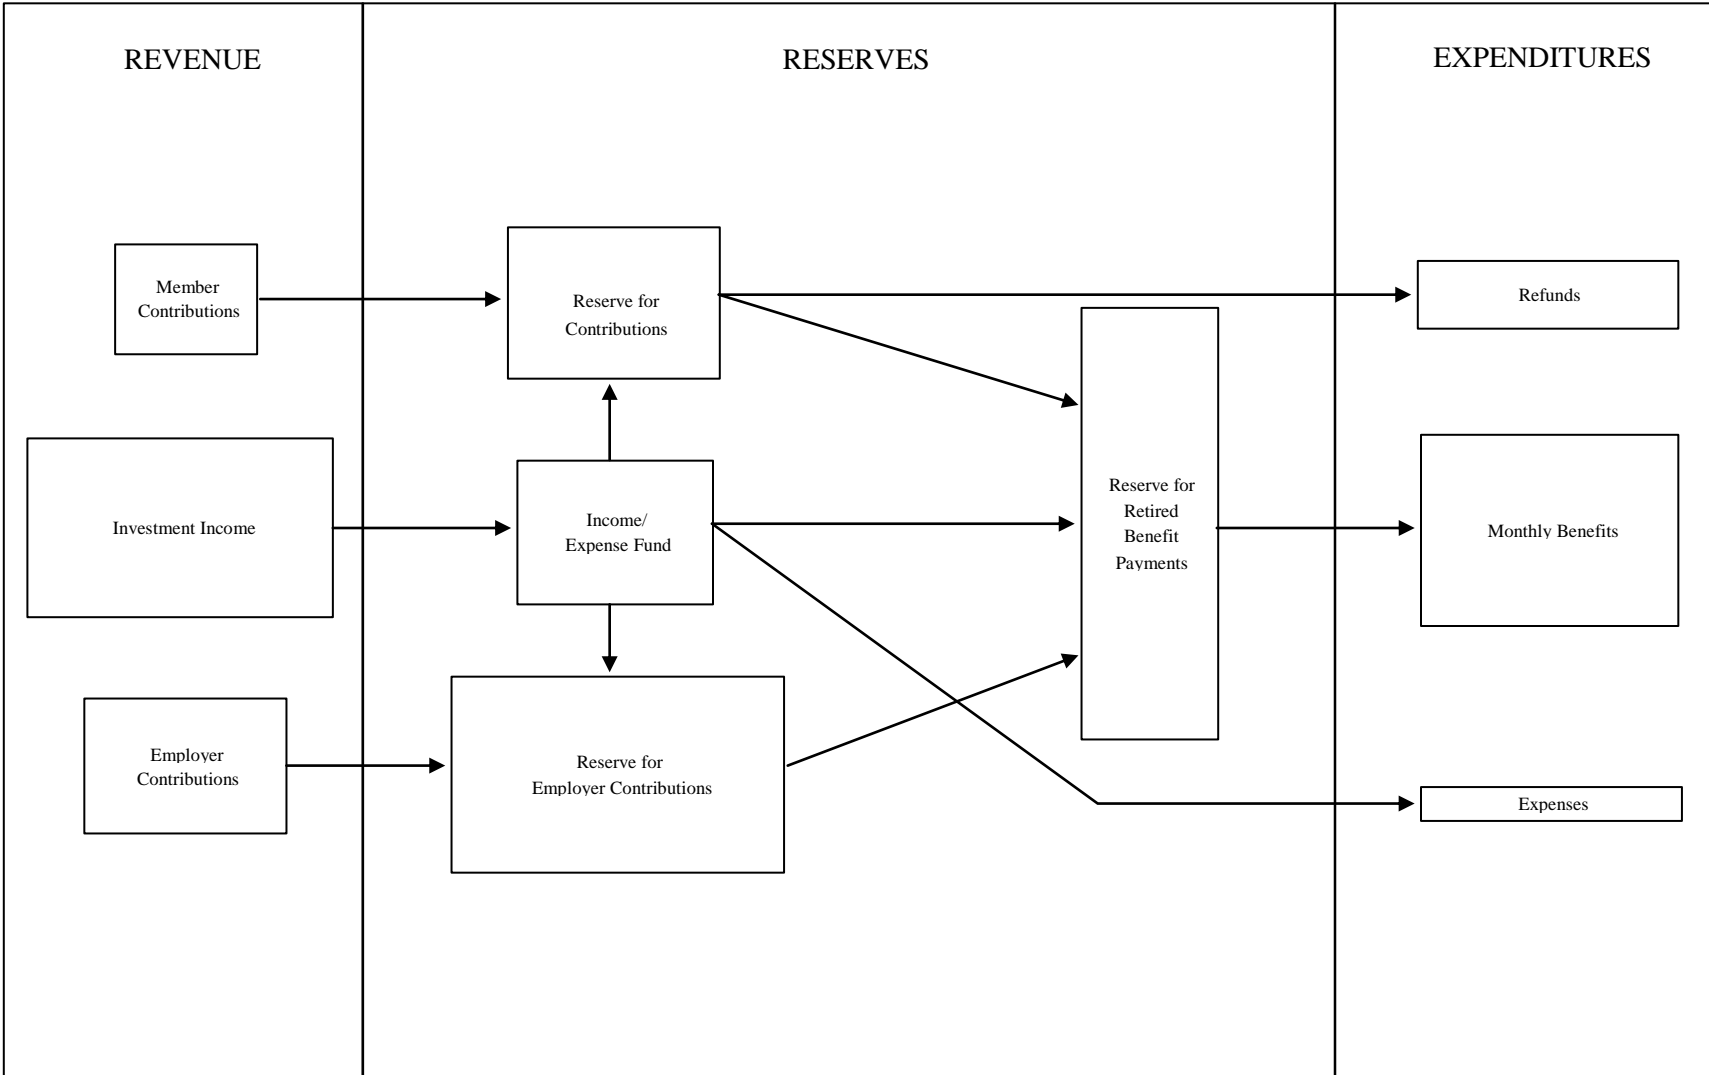 REVENUE
RESERVES
EXPENDITURES
Member
Contributions
Reserve for
Contributions
Refunds
Investment Income
Income/
Expense Fund
Reserve for
Retired
Benefit
Payments
Monthly Benefits
Employer
Contributions
Reserve for
Employer Contributions
Expenses